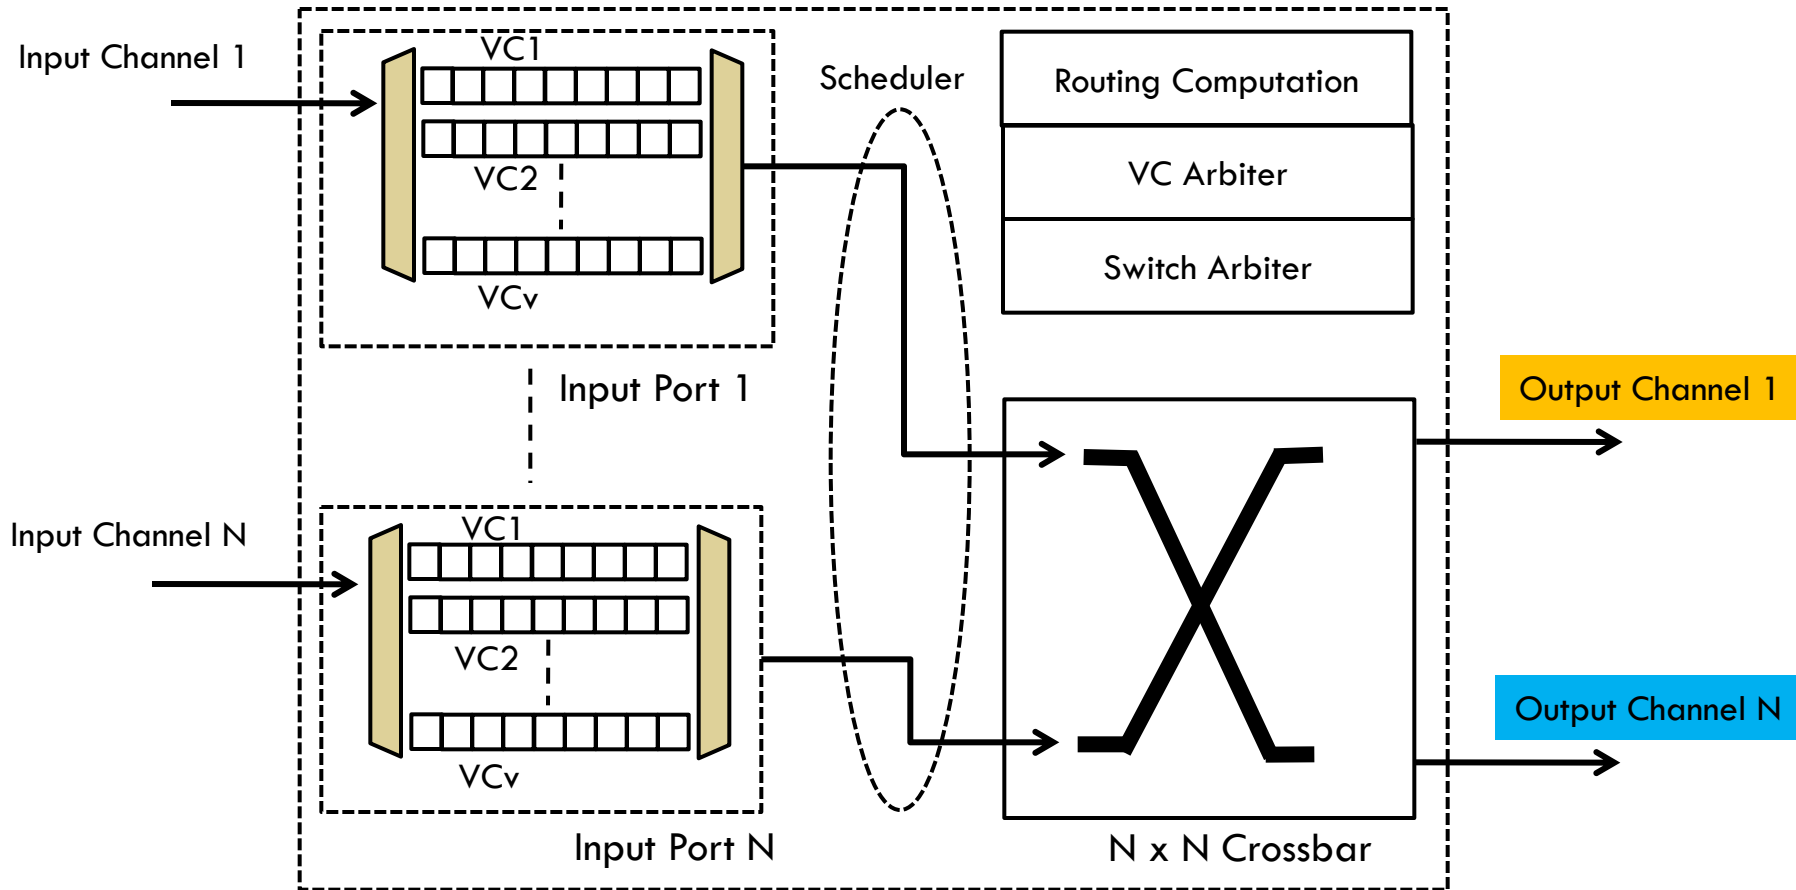 Input Channel 1
VC1
VC2
VCv
Input Port 1
Scheduler
Routing Computation
VC Arbiter
Switch Arbiter
Output Channel 1
Input Channel N
VC1
VC2
VCv
Input Port N
N x N Crossbar
Output Channel N